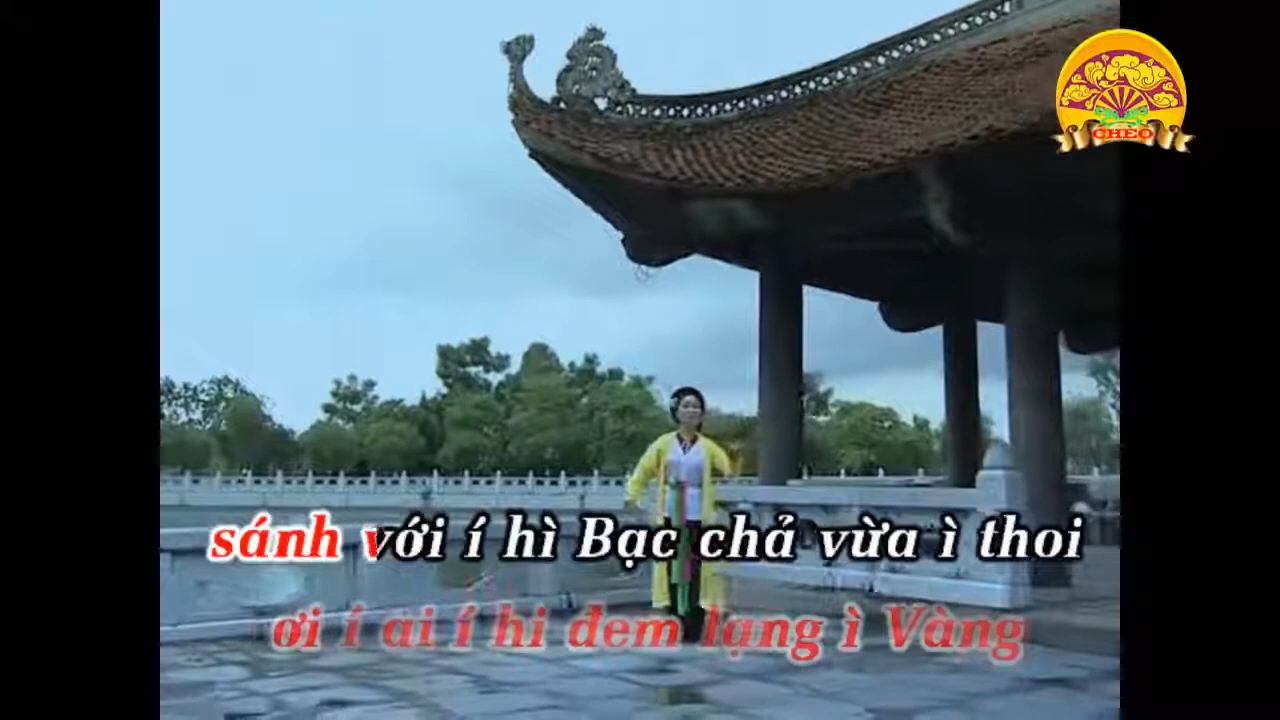 CHÈO
sánh với í hì Bạc chả vừa ì thoi
ơi í ai í hi đem lạng ì Vàng